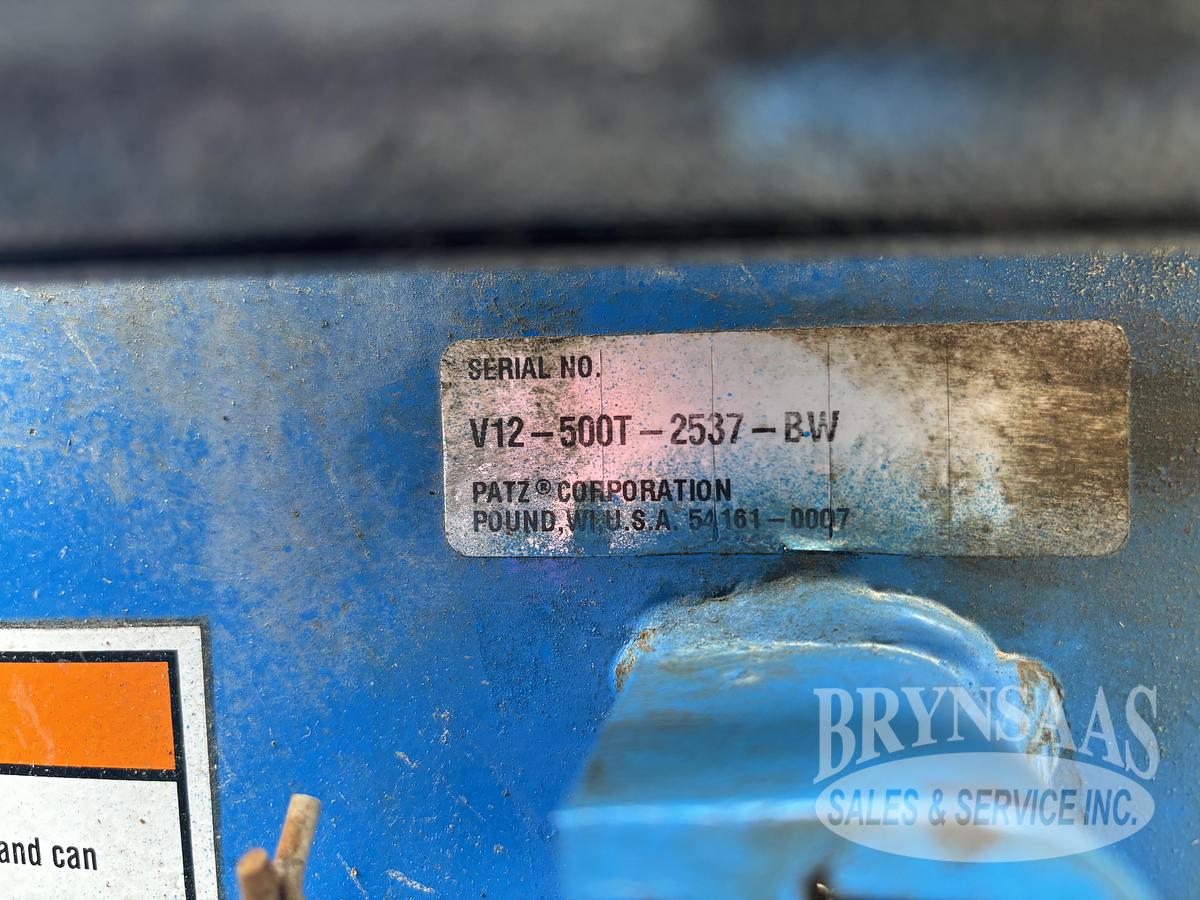 SERIAL NO.
V12-500T-2537-BW
PATZ® CORPORATION
POUND, WI. U.S.A. 54161-0007
and can
BRYNSAAS
SALES & SERVICE INC.